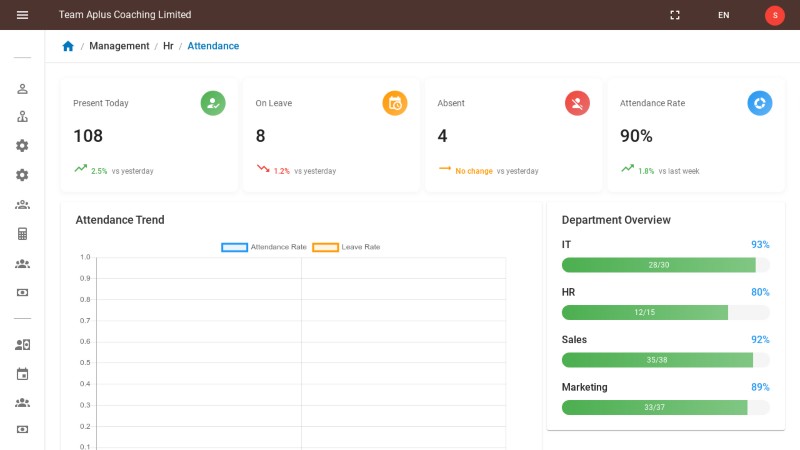 Team Aplus Coaching Limited
EN
S
/ Management / Hr / Attendance
Present Today
108
2.5% vs yesterday
On Leave
8
1.2% vs yesterday
Absent
4
No change vs yesterday
Attendance Rate
90%
1.8% vs last week
Attendance Trend
Attendance Rate
Leave Rate
1.0
0.9
0.8
0.7
0.6
0.5
0.4
0.3
0.2
0.1
Department Overview
IT 93%
28/30
HR 80%
12/15
Sales 92%
35/38
Marketing 89%
33/37